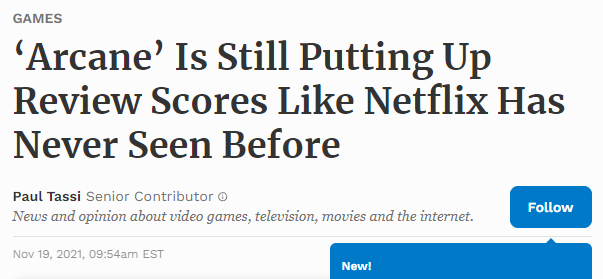 GAMES
‘Arcane’ Is Still Putting Up
Review Scores Like Netflix Has
Never Seen Before
Paul Tassi Senior Contributor
News and opinion about video games, television, movies and the internet.
Follow
Nov 19, 2021, 09:54am EST
New!